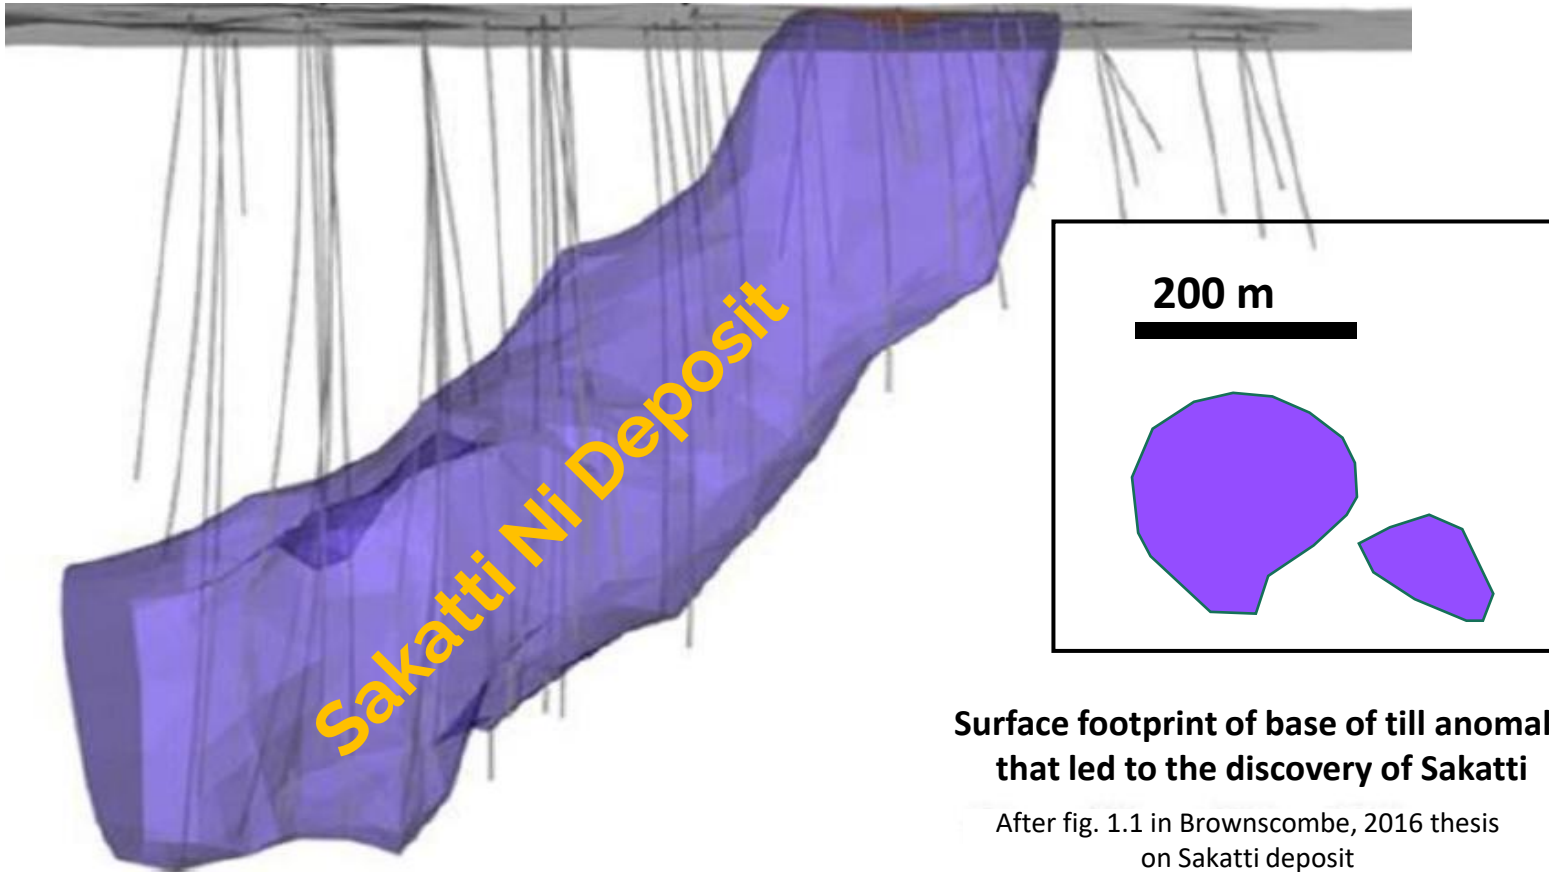 Sakatti Ni Deposit
200 m
Surface footprint of base of till anomal
that led to the discovery of Sakatti
After fig. 1.1 in Brownscombe, 2016 thesis
on Sakatti deposit